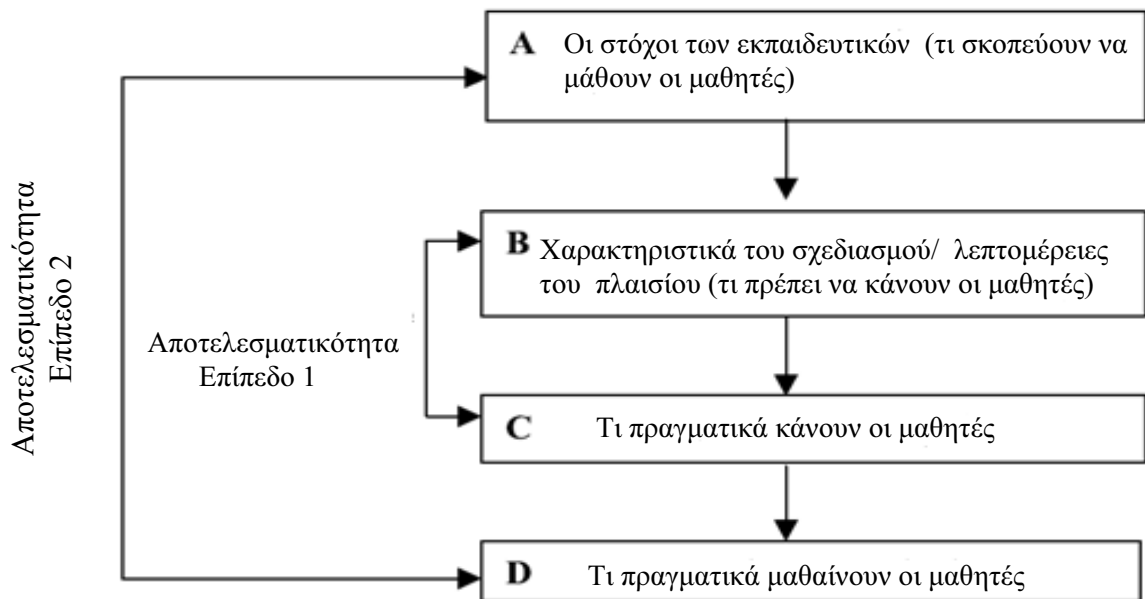 A Οι στόχοι των εκπαιδευτικών (τι σκοπεύουν να
μάθουν οι μαθητές)
B Χαρακτηριστικά του σχεδιασμού/ λεπτομέρειες
του πλαισίου (τι πρέπει να κάνουν οι μαθητές)
Αποτελεσματικότητα
Επίπεδο 2
Αποτελεσματικότητα
Επίπεδο 1
C Τι πραγματικά κάνουν οι μαθητές
D Τι πραγματικά μαθαίνουν οι μαθητές